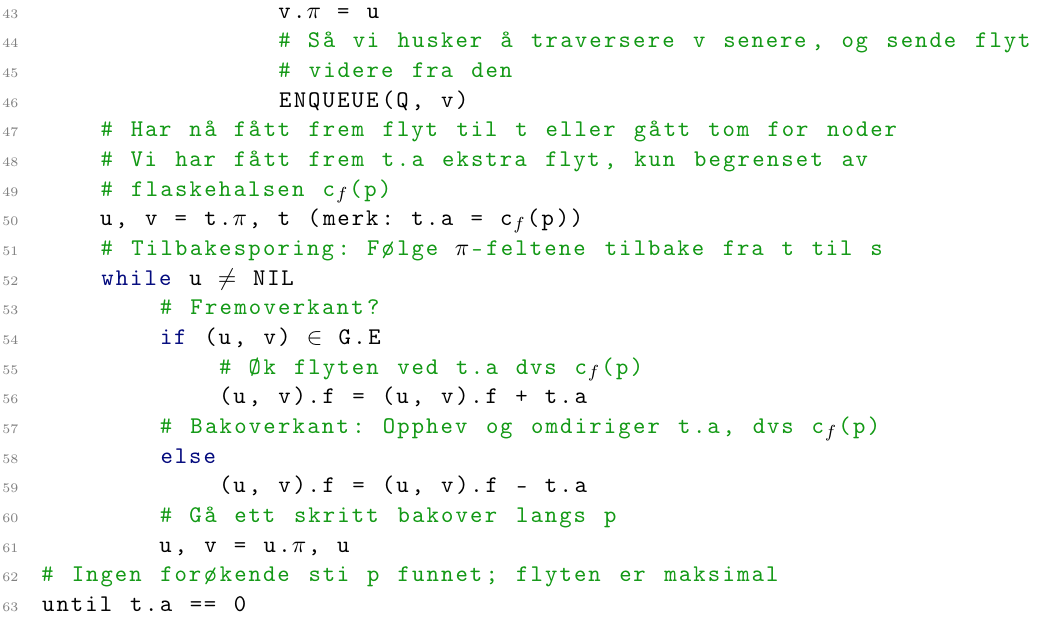 43 v.π = u
44 # Så vi husker å traversere v senere, og sende flyt
45 # videre fra den
46 ENQUEUE(Q, v)
47 # Har nå fått frem flyt til t eller gått tom for noder
48 # Vi har fått frem t.a ekstra flyt, kun begrenset av
49 # flaskehalsen c_f(p)
50 u, v = t.π, t (merk: t.a = c_f(p))
51 # Tilbakesporing: Følge π-feltene tilbake fra t til s
52 while u ≠ NIL
53 # Fremoverkant?
54 if (u, v) ∈ G.E
55 # Øk flyten ved t.a dvs c_f(p)
56 (u, v).f = (u, v).f + t.a
57 # Bakoverkant: Opphev og omdiriger t.a, dvs c_f(p)
58 else
59 (u, v).f = (u, v).f - t.a
60 # Gå ett skritt bakover langs p
61 u, v = u.π, u
62 # Ingen forøkende sti p funnet; flyten er maksimal
63 until t.a == 0